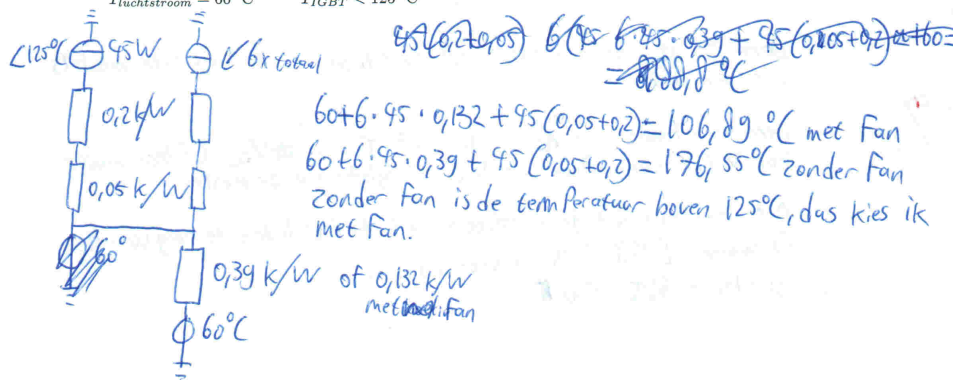 T_luchtstroom = 60 °C T_IGBT < 125 °C
45(0,2+0,05)
<125°C 45W ↙6x totaal
0,2 k/W
60+6·45·0,132+45(0,05+0,2)=106,89 °C met Fan
60+6·45·0,39+45(0,05+0,2)=176,55°C zonder Fan
0,05 k/W
zonder Fan is de temperatuur boven 125°C, dus kies ik
met Fan.
60°
0,39 k/W of 0,132 k/W
met fan
60°C